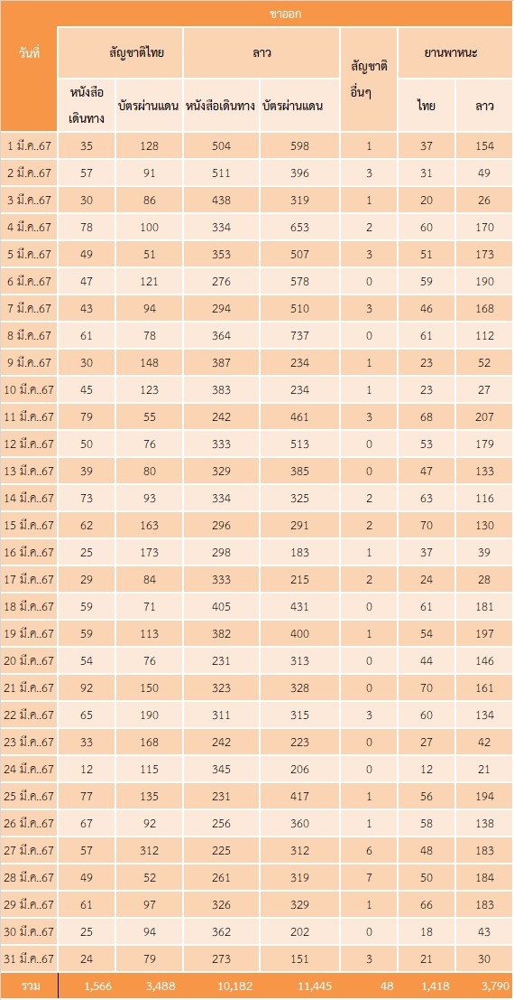 ขาออก
วันที่ สัญชาติไทย ลาว สัญชาติอื่นๆ ยานพาหนะ
หนังสือเดินทาง บัตรผ่านแดน หนังสือเดินทาง บัตรผ่านแดน ไทย ลาว
1 มี.ค..67 35 128 504 598 1 37 154
2 มี.ค..67 57 91 511 396 3 31 49
3 มี.ค..67 30 86 438 319 1 20 26
4 มี.ค..67 78 100 334 653 2 60 170
5 มี.ค..67 49 51 353 507 3 51 173
6 มี.ค..67 47 121 276 578 0 59 190
7 มี.ค..67 43 94 294 510 3 46 168
8 มี.ค..67 61 78 364 737 0 61 112
9 มี.ค..67 30 148 387 234 1 23 52
10 มี.ค..67 45 123 383 234 1 23 27
11 มี.ค..67 79 55 242 461 3 68 207
12 มี.ค..67 50 76 333 513 0 53 179
13 มี.ค..67 39 80 329 385 0 47 133
14 มี.ค..67 73 93 334 325 2 63 116
15 มี.ค..67 62 163 296 291 2 70 130
16 มี.ค..67 25 173 298 183 1 37 39
17 มี.ค..67 29 84 333 215 2 24 28
18 มี.ค..67 59 71 405 431 0 61 181
19 มี.ค..67 59 113 382 400 1 54 197
20 มี.ค..67 54 76 231 313 0 44 146
21 มี.ค..67 92 150 323 328 0 70 161
22 มี.ค..67 65 190 311 315 3 60 134
23 มี.ค..67 33 168 242 223 0 27 42
24 มี.ค..67 12 115 345 206 0 12 21
25 มี.ค..67 77 135 231 417 1 56 194
26 มี.ค..67 67 92 256 360 1 58 138
27 มี.ค..67 57 312 225 312 6 48 183
28 มี.ค..67 49 52 261 319 7 50 184
29 มี.ค..67 61 97 326 329 1 66 183
30 มี.ค..67 25 94 362 202 0 18 43
31 มี.ค..67 24 79 273 151 3 21 30
รวม 1,566 3,488 10,182 11,445 48 1,418 3,790